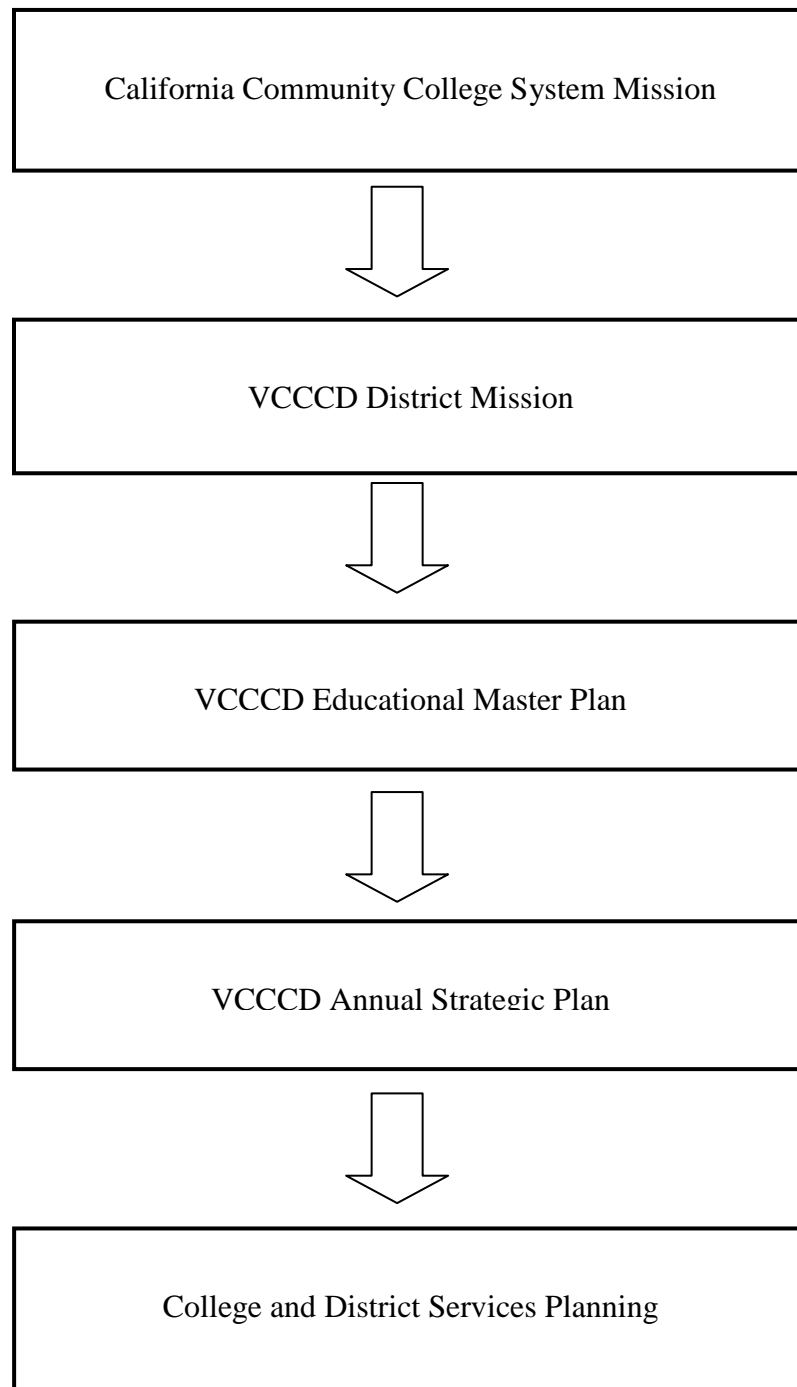 California Community College System Mission
VCCCD District Mission
VCCCD Educational Master Plan
VCCCD Annual Strategic Plan
College and District Services Planning